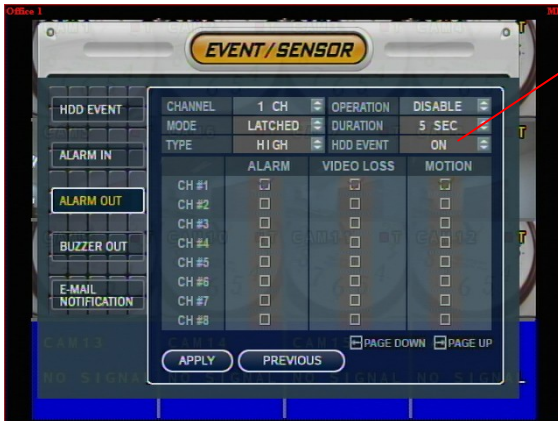 Office 1
EVENT/SENSOR
HDD EVENT
ALARM IN
ALARM OUT
BUZZER OUT
E-MAIL
NOTIFICATION
CHANNEL 1 CH OPERATION DISABLE
MODE LATCHED DURATION 5 SEC
TYPE HIGH HDD EVENT ON
ALARM VIDEO LOSS MOTION
CH #1
CH #2
CH #3
CH #4
CH #5
CH #6
CH #7
CH #8
PAGE DOWN PAGE UP
APPLY PREVIOUS
CAM13 CAM14 CAM15
NO SIGNAL NO SIGNAL NO SIGNAL NO SIGNAL